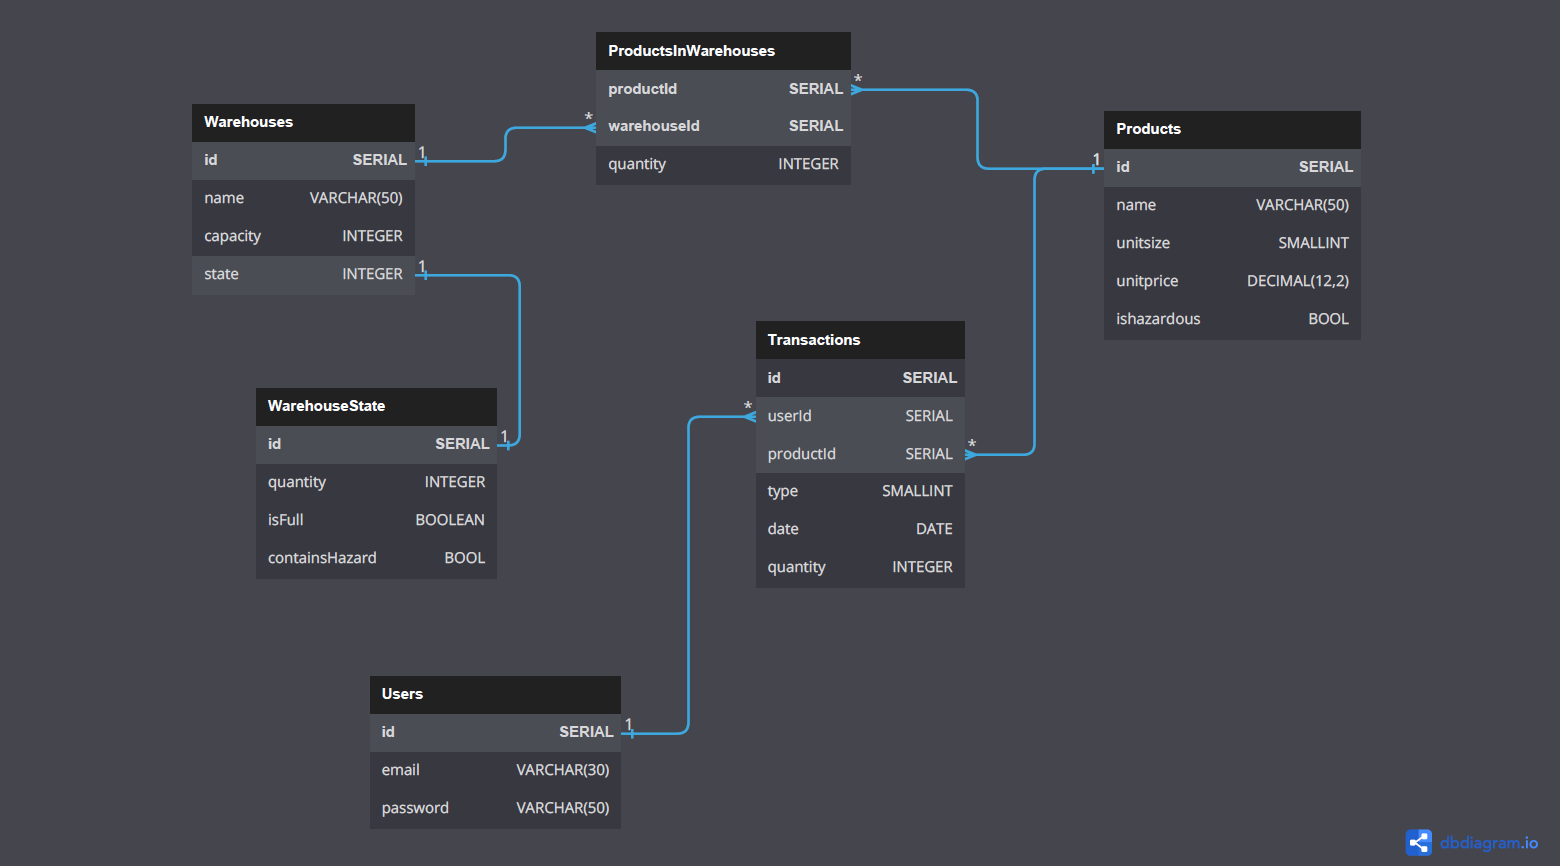 ProductsInWarehouses
productId SERIAL *
* warehouseId SERIAL
quantity INTEGER
Warehouses
id SERIAL 1
name VARCHAR(50)
capacity INTEGER
state INTEGER 1
Products
1 id SERIAL
name VARCHAR(50)
unitsize SMALLINT
unitprice DECIMAL(12,2)
ishazardous BOOL
Transactions
id SERIAL
* userId SERIAL
productId SERIAL *
type SMALLINT
date DATE
quantity INTEGER
WarehouseState
id SERIAL 1
quantity INTEGER
isFull BOOLEAN
containsHazard BOOL
Users
id SERIAL 1
email VARCHAR(30)
password VARCHAR(50)
dbdiagram.io